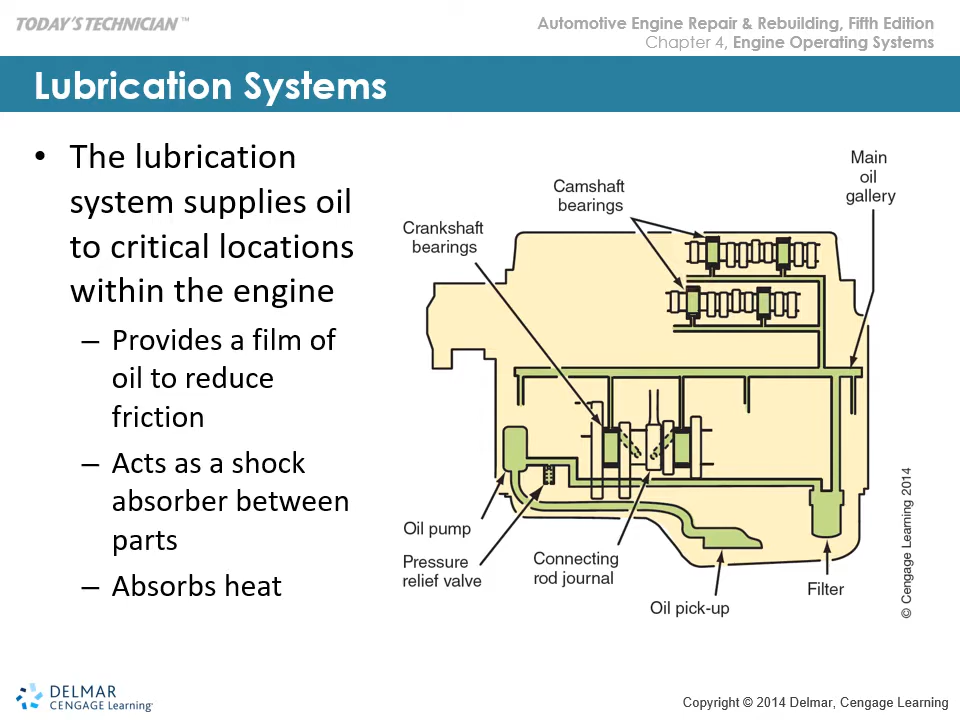 TODAY'S TECHNICIAN ™
Automotive Engine Repair & Rebuilding, Fifth Edition
Chapter 4, Engine Operating Systems
Lubrication Systems
• The lubrication
system supplies oil
to critical locations
within the engine
– Provides a film of
oil to reduce
friction
– Acts as a shock
absorber between
parts
– Absorbs heat
Main
oil
gallery
Camshaft
bearings
Crankshaft
bearings
Oil pump
Pressure
relief valve
Connecting
rod journal
Oil pick-up
Filter
© Cengage Learning 2014
DELMAR
CENGAGE Learning
Copyright © 2014 Delmar, Cengage Learning